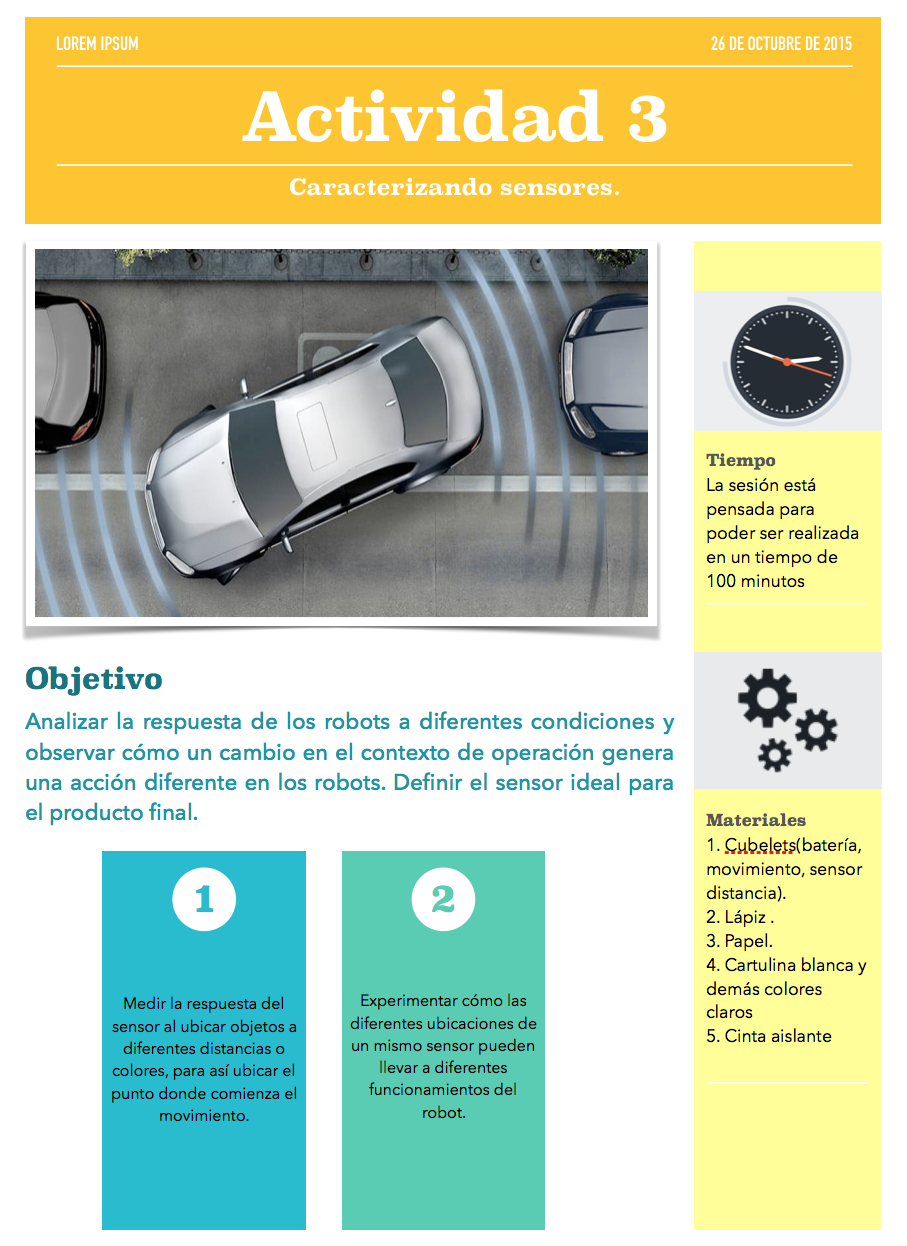 LOREM IPSUM
26 DE OCTUBRE DE 2015
Actividad 3
Caracterizando sensores.
Tiempo
La sesión está
pensada para
poder ser realizada
en un tiempo de
100 minutos
Objetivo
Analizar la respuesta de los robots a diferentes condiciones y
observar cómo un cambio en el contexto de operación genera
una acción diferente en los robots. Definir el sensor ideal para
el producto final.
Materiales
1. Cubelets(batería,
movimiento, sensor
distancia).
2. Lápiz .
3. Papel.
4. Cartulina blanca y
demás colores
claros
5. Cinta aislante
1
Medir la respuesta del
sensor al ubicar objetos a
diferentes distancias o
colores, para así ubicar el
punto donde comienza el
movimiento.
2
Experimentar cómo las
diferentes ubicaciones de
un mismo sensor pueden
llevar a diferentes
funcionamientos del
robot.